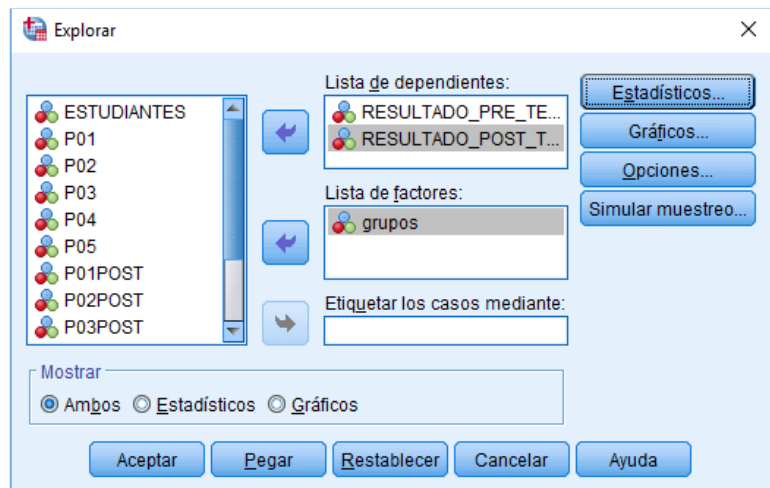 Explorar
ESTUDIANTES
P01
P02
P03
P04
P05
P01POST
P02POST
P03POST
Lista de dependientes:
RESULTADO_PRE_TE...
RESULTADO_POST_T...
Lista de factores:
grupos
Etiquetar los casos mediante:
Estadísticos...
Gráficos...
Opciones...
Simular muestreo...
Mostrar
Ambos Estadísticos Gráficos
Aceptar Pegar Restablecer Cancelar Ayuda